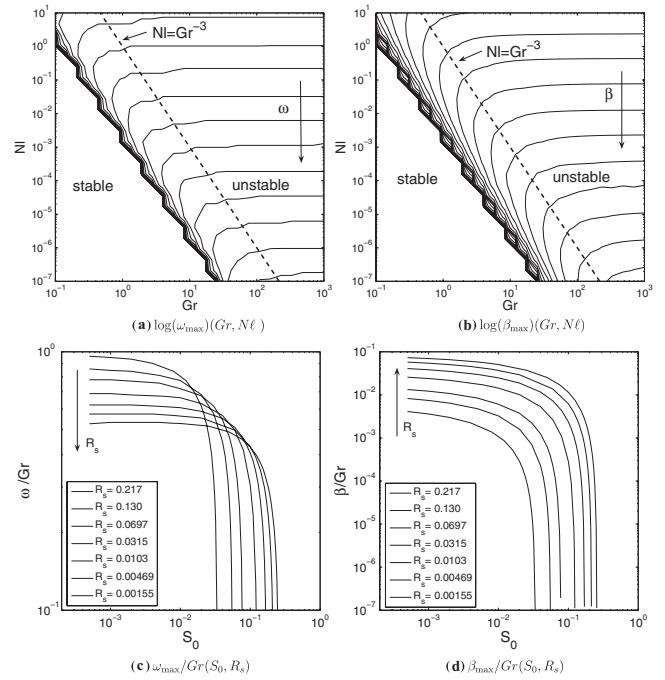 10¹
10⁰
10⁻¹
10⁻²
10⁻³
10⁻⁴
10⁻⁵
10⁻⁶
10⁻⁷
Nl
Nl=Gr⁻³
ω
stable
unstable
10⁻¹ 10⁰ 10¹ 10² 10³
Gr
(a) log(ω_max)(Gr, Nℓ )
10¹
10⁰
10⁻¹
10⁻²
10⁻³
10⁻⁴
10⁻⁵
10⁻⁶
10⁻⁷
Nl
Nl=Gr⁻³
β
stable
unstable
10⁻¹ 10⁰ 10¹ 10² 10³
Gr
(b) log(β_max)(Gr, Nℓ)
10⁰
10⁻¹
ω/Gr
R_s
R_s = 0.217
R_s = 0.130
R_s = 0.0697
R_s = 0.0315
R_s = 0.0103
R_s = 0.00469
R_s = 0.00155
10⁻³ 10⁻² 10⁻¹ 10⁰
S₀
(c) ω_max/Gr(S₀, R_s)
10⁻¹
10⁻²
10⁻³
10⁻⁴
10⁻⁵
10⁻⁶
10⁻⁷
β/Gr
R_s
R_s = 0.217
R_s = 0.130
R_s = 0.0697
R_s = 0.0315
R_s = 0.0103
R_s = 0.00469
R_s = 0.00155
10⁻³ 10⁻² 10⁻¹ 10⁰
S₀
(d) β_max/Gr(S₀, R_s)